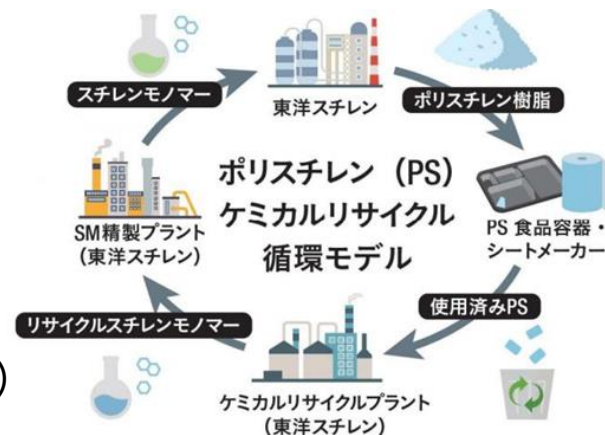 スチレンモノマー
東洋スチレン
ポリスチレン樹脂
ポリスチレン（PS）
ケミカルリサイクル
循環モデル
SM精製プラント
（東洋スチレン）
PS 食品容器・
シートメーカー
使用済みPS
リサイクルスチレンモノマー
)
ケミカルリサイクルプラント
（東洋スチレン）